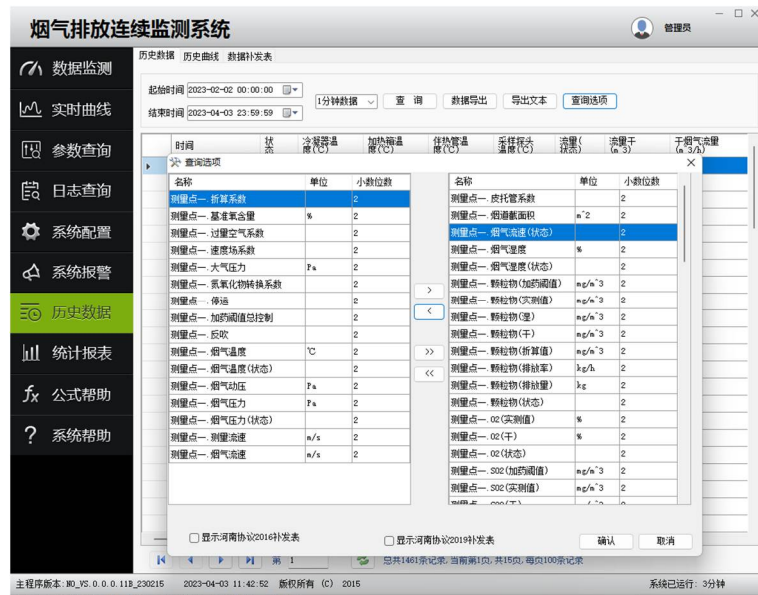 烟气排放连续监测系统
管理员
数据监测
实时曲线
参数查询
日志查询
系统配置
系统报警
历史数据
统计报表
公式帮助
系统帮助
历史数据 历史曲线 数据补发表
起始时间 2023-02-02 00:00:00
结束时间 2023-04-03 23:59:59
1分钟数据 查 询 数据导出 导出文本 查询选项
时间 状态 冷凝器温度(℃) 加热箱温度(℃) 伴热管温度(℃) 采样探头温度(℃) 流量(状态) 流量干(m^3) 干烟气流量(m^3/h)
查询选项
名称 单位 小数位数
测量点一.折算系数 2
测量点一.基准氧含量 % 2
测量点一.过量空气系数 2
测量点一.速度场系数 2
测量点一.大气压力 Pa 2
测量点一.氮氧化物转换系数 2
测量点一.停运 2
测量点一.加药阈值总控制 2
测量点一.反吹 2
测量点一.烟气温度 ℃ 2
测量点一.烟气温度(状态) 2
测量点一.烟气动压 Pa 2
测量点一.烟气压力 Pa 2
测量点一.烟气压力(状态) 2
测量点一.测量流速 m/s 2
测量点一.烟气流速 m/s 2
>
<
>>
<<
名称 单位 小数位数
测量点一.皮托管系数 2
测量点一.烟道截面积 m^2 2
测量点一.烟气流速(状态) 2
测量点一.烟气湿度 % 2
测量点一.烟气湿度(状态) 2
测量点一.颗粒物(加药阈值) mg/m^3 2
测量点一.颗粒物(实测值) mg/m^3 2
测量点一.颗粒物(湿) mg/m^3 2
测量点一.颗粒物(干) mg/m^3 2
测量点一.颗粒物(折算值) mg/m^3 2
测量点一.颗粒物(排放率) kg/h 2
测量点一.颗粒物(排放量) kg 2
测量点一.颗粒物(状态) 2
测量点一.O2(实测值) % 2
测量点一.O2(干) % 2
测量点一.O2(状态) 2
测量点一.SO2(加药阈值) mg/m^3 2
测量点一.SO2(实测值) mg/m^3 2
显示河南协议2016补发表
显示河南协议2019补发表
确认 取消
第 1
总共1461条记录,当前第1页,共15页,每页100条记录
主程序版本:NO_VS.0.0.0.11B_230215 2023-04-03 11:42:52 版权所有 (C) 2015 系统已运行: 3分钟